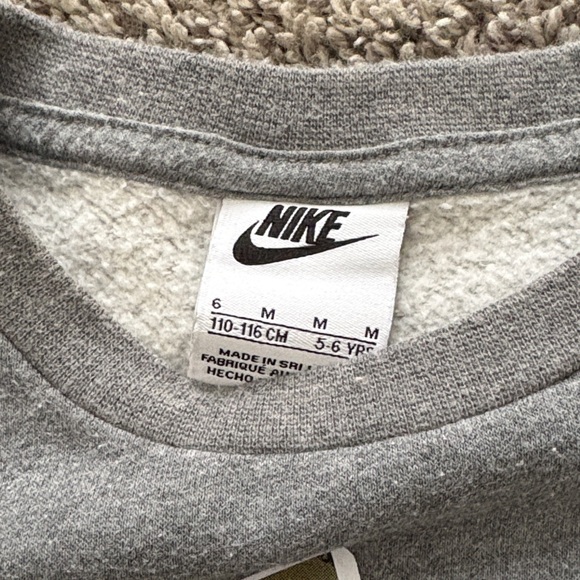 NIKE
6 M M M
110-116 CM 5-6 YRS
MADE IN SRI
FABRIQUÉ AU
HECHO